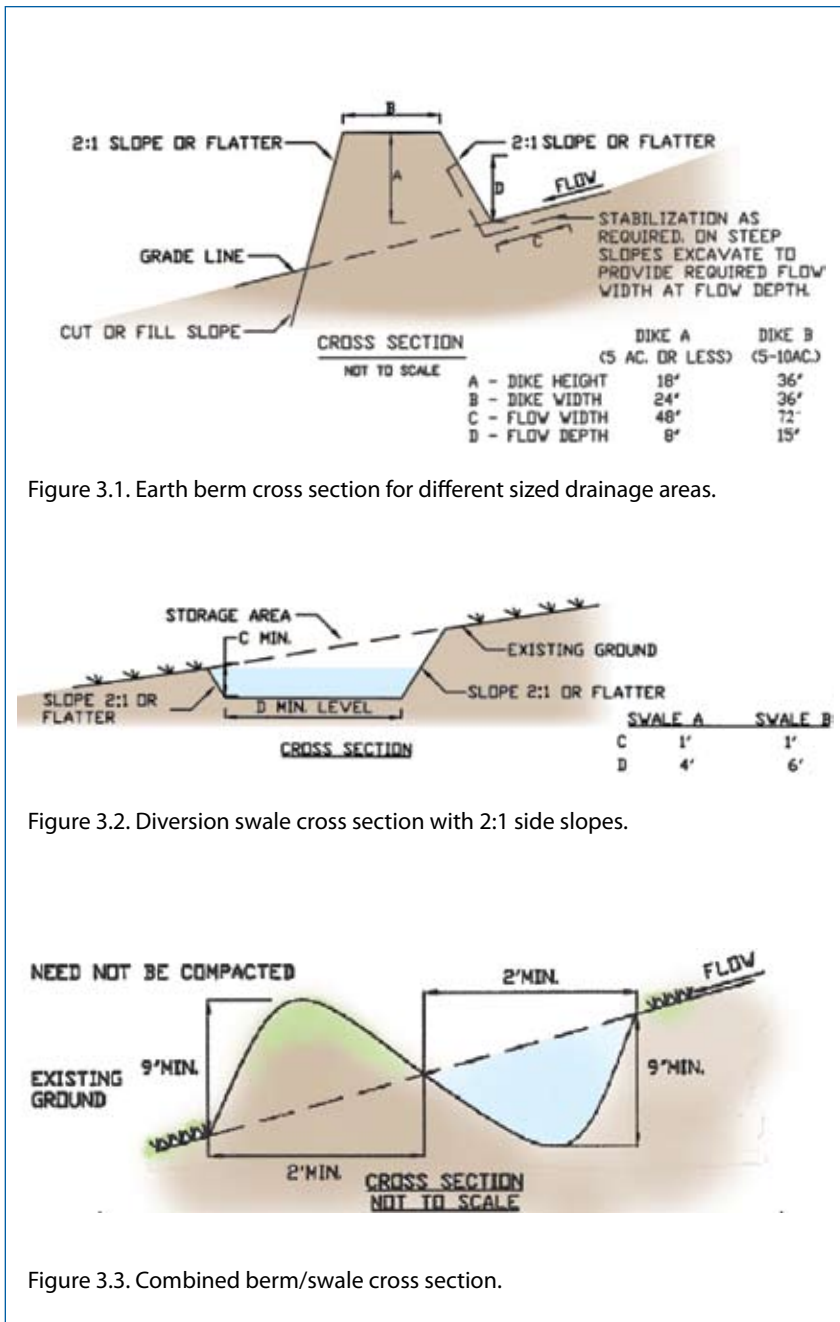 B
2:1 SLOPE OR FLATTER
2:1 SLOPE OR FLATTER
A
D
FLOW
C
STABILIZATION AS
REQUIRED. ON STEEP
SLOPES EXCAVATE TO
PROVIDE REQUIRED FLOW
WIDTH AT FLOW DEPTH.
GRADE LINE
CUT OR FILL SLOPE
CROSS SECTION
NOT TO SCALE
DIKE A DIKE B
(5 AC. OR LESS) (5-10AC.)
A - DIKE HEIGHT 18" 36"
B - DIKE WIDTH 24" 36"
C - FLOW WIDTH 48" 72"
D - FLOW DEPTH 8" 15"
Figure 3.1. Earth berm cross section for different sized drainage areas.
STORAGE AREA
C MIN.
EXISTING GROUND
SLOPE 2:1 OR
FLATTER
D MIN. LEVEL
SLOPE 2:1 OR FLATTER
CROSS SECTION
SWALE A SWALE B
C 1' 1'
D 4' 6'
Figure 3.2. Diversion swale cross section with 2:1 side slopes.
NEED NOT BE COMPACTED
2'MIN.
FLOW
EXISTING
GROUND
9"MIN.
9"MIN.
2'MIN.
CROSS SECTION
NOT TO SCALE
Figure 3.3. Combined berm/swale cross section.